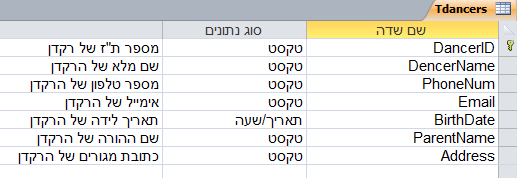 Tdancers
שם שדה סוג נתונים
DancerID טקסט מספר ת"ז של רקדן
DencerName טקסט שם מלא של הרקדן
PhoneNum טקסט מספר טלפון של הרקדן
Email טקסט אימייל של הרקדן
BirthDate תאריך/שעה תאריך לידה של הרקדן
ParentName טקסט שם ההורה של הרקדן
Address טקסט כתובת מגורים של הרקדן